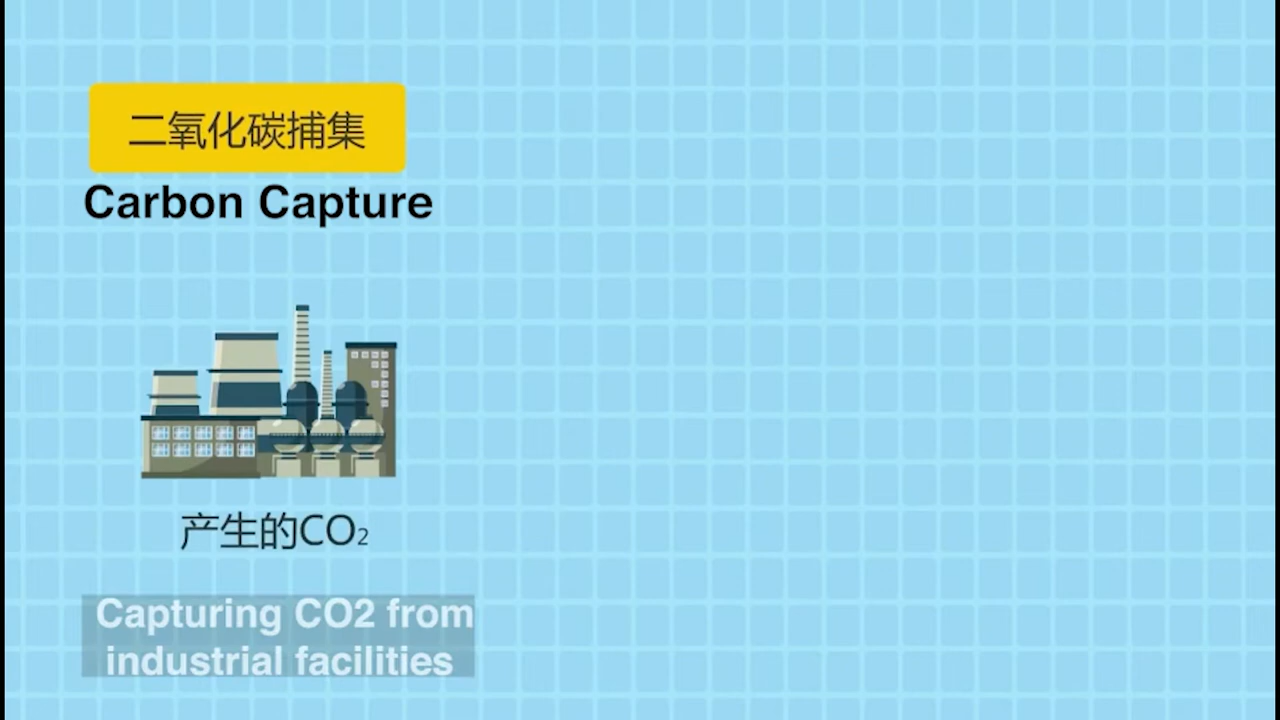 二氧化碳捕集
Carbon Capture
产生的CO₂
Capturing CO2 from
industrial facilities